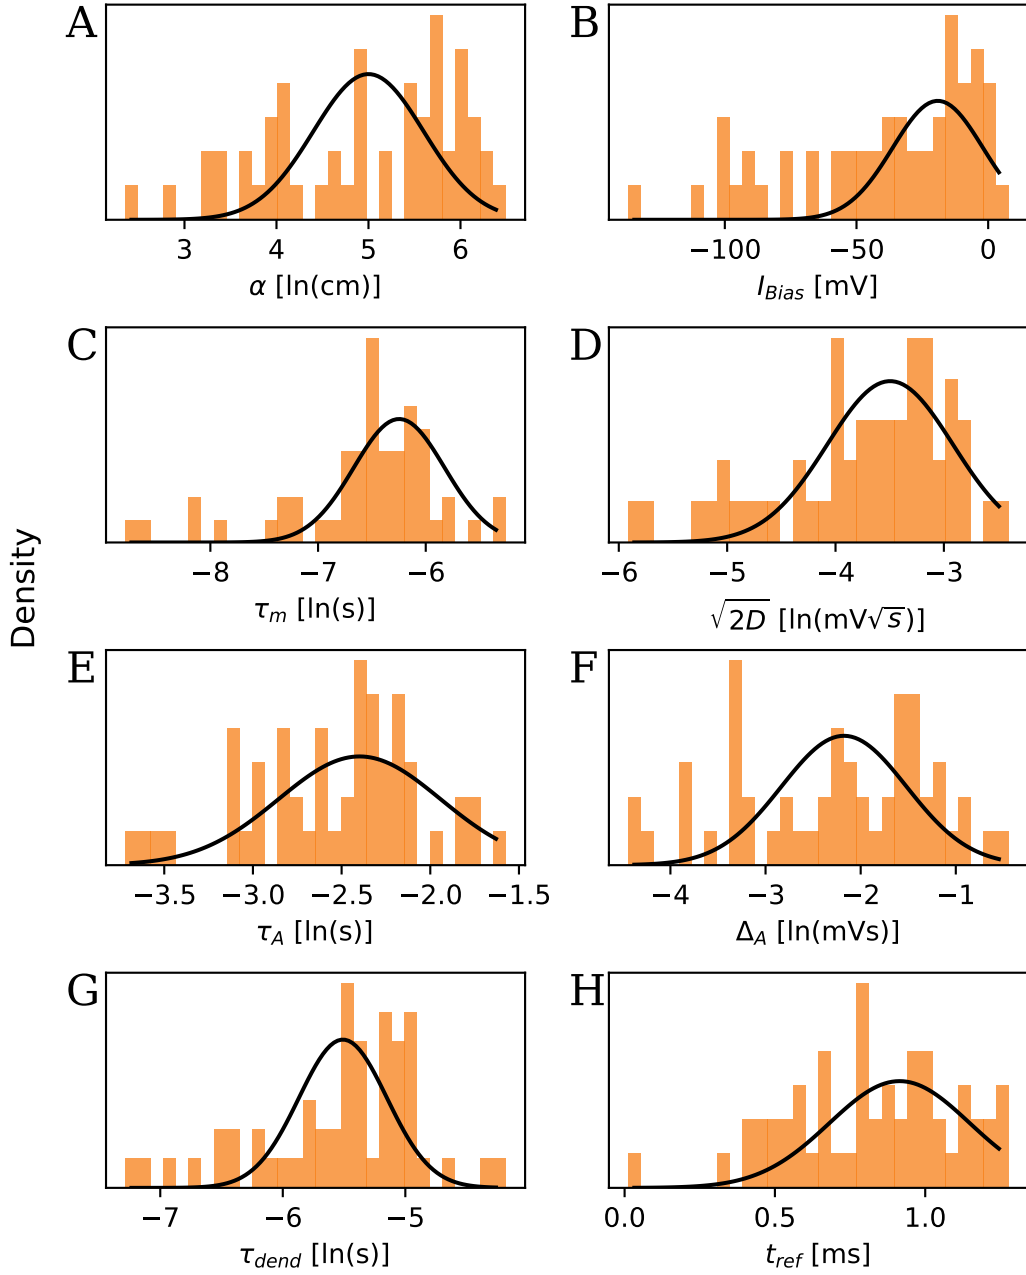 A
3 4 5 6
α [ln(cm)]
B
−100 −50 0
I_Bias [mV]
C
−8 −7 −6
τ_m [ln(s)]
D
−6 −5 −4 −3
√2D [ln(mV√s)]
Density
E
−3.5 −3.0 −2.5 −2.0 −1.5
τ_A [ln(s)]
F
−4 −3 −2 −1
Δ_A [ln(mVs)]
G
−7 −6 −5
τ_dend [ln(s)]
H
0.0 0.5 1.0
t_ref [ms]